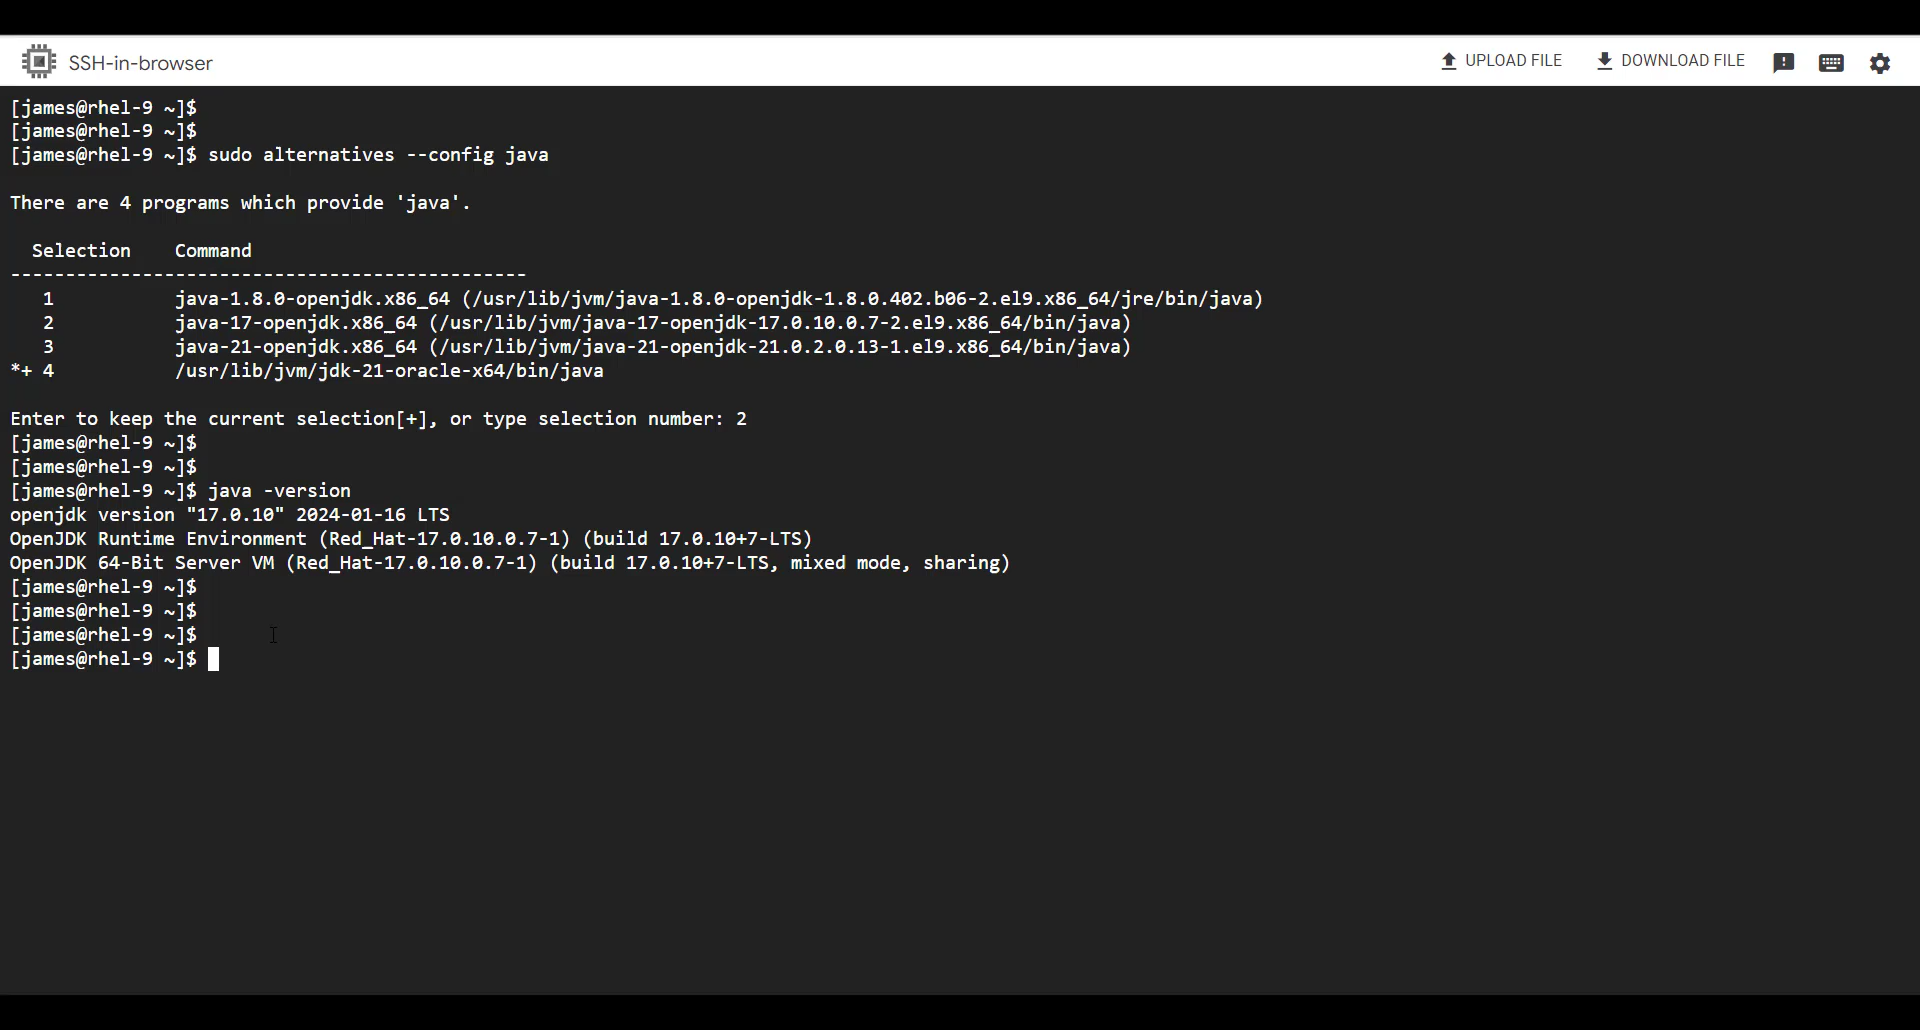 SSH-in-browser
UPLOAD FILE
DOWNLOAD FILE
[james@rhel-9 ~]$
[james@rhel-9 ~]$
[james@rhel-9 ~]$ sudo alternatives --config java
There are 4 programs which provide 'java'.
  Selection    Command
-----------------------------------------------
   1           java-1.8.0-openjdk.x86_64 (/usr/lib/jvm/java-1.8.0-openjdk-1.8.0.402.b06-2.el9.x86_64/jre/bin/java)
   2           java-17-openjdk.x86_64 (/usr/lib/jvm/java-17-openjdk-17.0.10.0.7-2.el9.x86_64/bin/java)
   3           java-21-openjdk.x86_64 (/usr/lib/jvm/java-21-openjdk-21.0.2.0.13-1.el9.x86_64/bin/java)
*+ 4           /usr/lib/jvm/jdk-21-oracle-x64/bin/java
Enter to keep the current selection[+], or type selection number: 2
[james@rhel-9 ~]$
[james@rhel-9 ~]$
[james@rhel-9 ~]$ java -version
openjdk version "17.0.10" 2024-01-16 LTS
OpenJDK Runtime Environment (Red_Hat-17.0.10.0.7-1) (build 17.0.10+7-LTS)
OpenJDK 64-Bit Server VM (Red_Hat-17.0.10.0.7-1) (build 17.0.10+7-LTS, mixed mode, sharing)
[james@rhel-9 ~]$
[james@rhel-9 ~]$
[james@rhel-9 ~]$
[james@rhel-9 ~]$